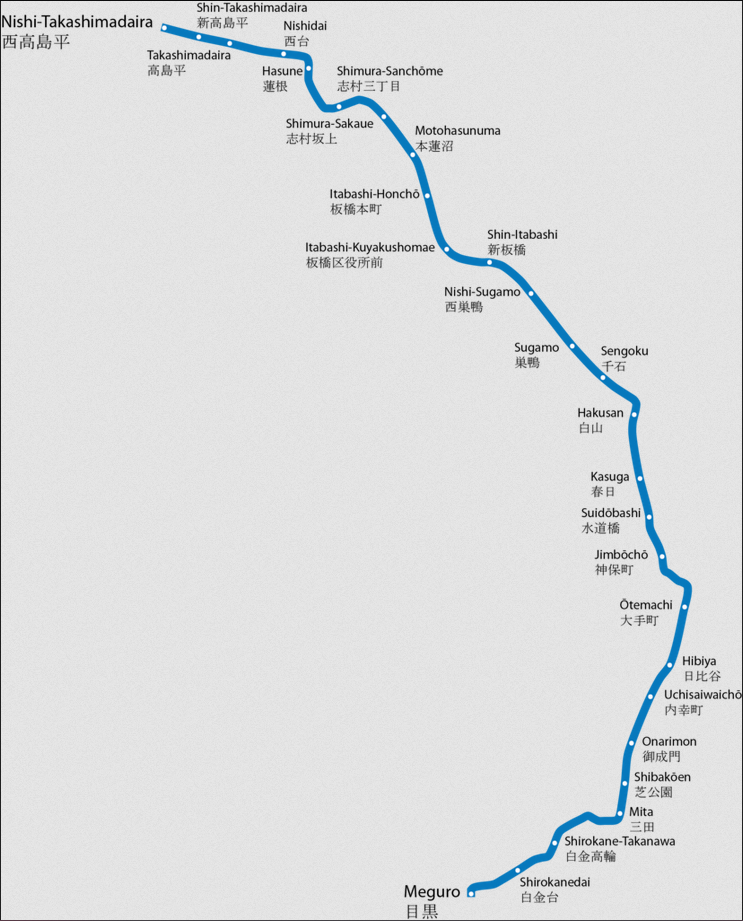 Nishi-Takashimadaira
西高島平
Shin-Takashimadaira
新高島平
Takashimadaira
高島平
Nishidai
西台
Hasune
蓮根
Shimura-Sanchōme
志村三丁目
Shimura-Sakaue
志村坂上
Motohasunuma
本蓮沼
Itabashi-Honchō
板橋本町
Itabashi-Kuyakushomae
板橋区役所前
Shin-Itabashi
新板橋
Nishi-Sugamo
西巣鴨
Sugamo
巣鴨
Sengoku
千石
Hakusan
白山
Kasuga
春日
Suidōbashi
水道橋
Jimbōchō
神保町
Ōtemachi
大手町
Hibiya
日比谷
Uchisaiwaichō
内幸町
Onarimon
御成門
Shibakōen
芝公園
Mita
三田
Shirokane-Takanawa
白金高輪
Shirokanedai
白金台
Meguro
目黒